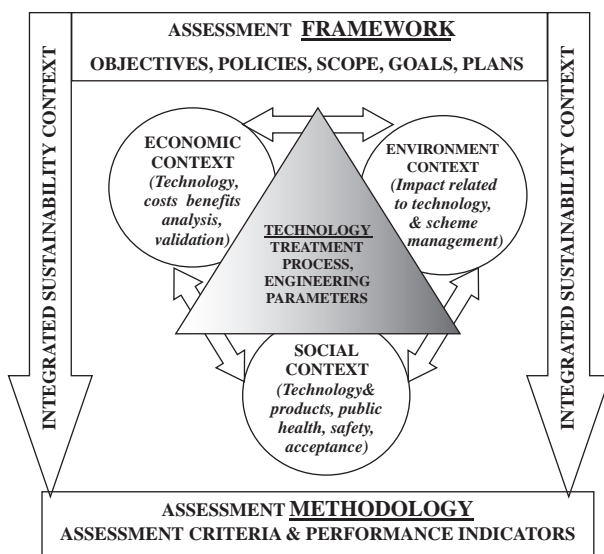 ASSESSMENT FRAMEWORK
OBJECTIVES, POLICIES, SCOPE, GOALS, PLANS
INTEGRATED SUSTAINABILITY CONTEXT
ECONOMIC
CONTEXT
(Technology,
costs benefits
analysis,
validation)
ENVIRONMENT
CONTEXT
(Impact related
to technology,
& scheme
management)
TECHNOLOGY
TREATMENT
PROCESS,
ENGINEERING
PARAMETERS
SOCIAL
CONTEXT
(Technology&
products, public
health, safety,
acceptance)
INTEGRATED SUSTAINABILITY CONTEXT
ASSESSMENT METHODOLOGY
ASSESSMENT CRITERIA & PERFORMANCE INDICATORS